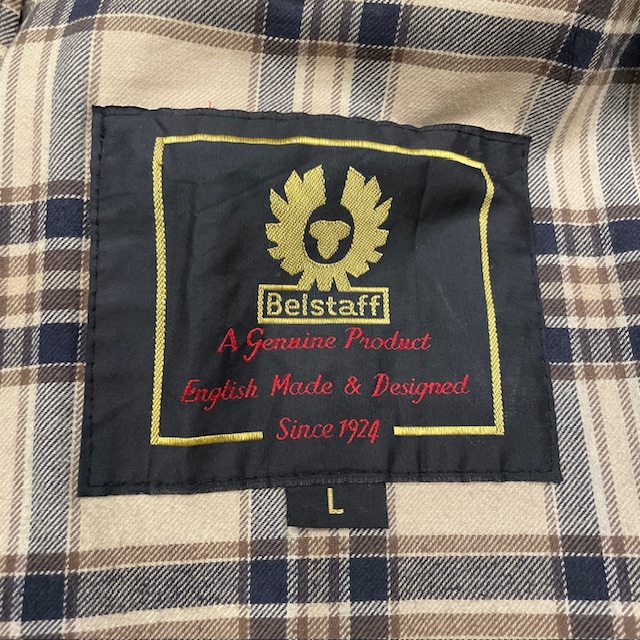 Belstaff
A Genuine Product
English Made & Designed
Since 1924
L